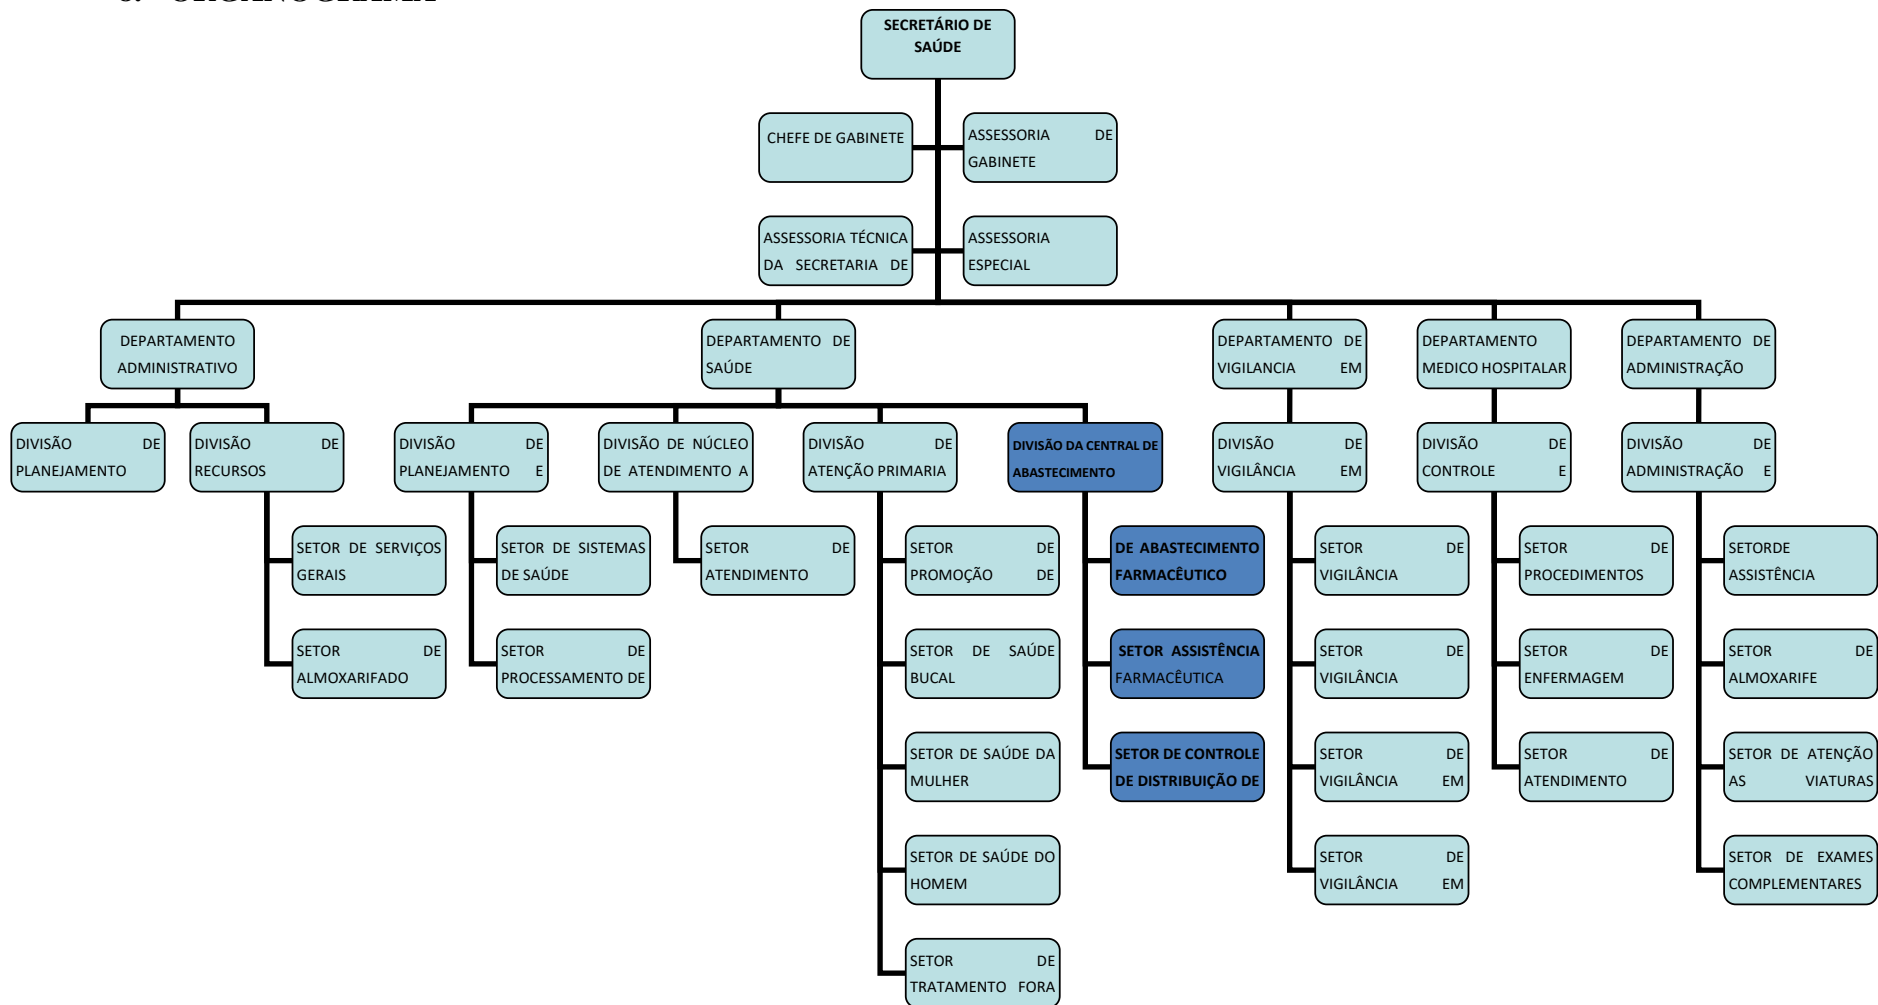 SECRETÁRIO DE
SAÚDE
CHEFE DE GABINETE
ASSESSORIA DE
GABINETE
ASSESSORIA TÉCNICA
DA SECRETARIA DE
ASSESSORIA
ESPECIAL
DEPARTAMENTO
ADMINISTRATIVO
DEPARTAMENTO DE
SAÚDE
DEPARTAMENTO DE
VIGILANCIA EM
DEPARTAMENTO
MEDICO HOSPITALAR
DEPARTAMENTO DE
ADMINISTRAÇÃO
DIVISÃO DE
PLANEJAMENTO
DIVISÃO DE
RECURSOS
DIVISÃO DE
PLANEJAMENTO E
DIVISÃO DE NÚCLEO
DE ATENDIMENTO A
DIVISÃO DE
ATENÇÃO PRIMARIA
DIVISÃO DA CENTRAL DE
ABASTECIMENTO
DIVISÃO DE
VIGILÂNCIA EM
DIVISÃO DE
CONTROLE E
DIVISÃO DE
ADMINISTRAÇÃO E
SETOR DE SERVIÇOS
GERAIS
SETOR DE SISTEMAS
DE SAÚDE
SETOR DE
ATENDIMENTO
SETOR DE
PROMOÇÃO DE
DE ABASTECIMENTO
FARMACÊUTICO
SETOR DE
VIGILÂNCIA
SETOR DE
PROCEDIMENTOS
SETORDE
ASSISTÊNCIA
SETOR DE
ALMOXARIFADO
SETOR DE
PROCESSAMENTO DE
SETOR DE SAÚDE
BUCAL
SETOR ASSISTÊNCIA
FARMACÊUTICA
SETOR DE
VIGILÂNCIA
SETOR DE
ENFERMAGEM
SETOR DE
ALMOXARIFE
SETOR DE SAÚDE DA
MULHER
SETOR DE CONTROLE
DE DISTRIBUIÇÃO DE
SETOR DE
VIGILÂNCIA EM
SETOR DE
ATENDIMENTO
SETOR DE ATENÇÃO
AS VIATURAS
SETOR DE SAÚDE DO
HOMEM
SETOR DE
VIGILÂNCIA EM
SETOR DE EXAMES
COMPLEMENTARES
SETOR DE
TRATAMENTO FORA